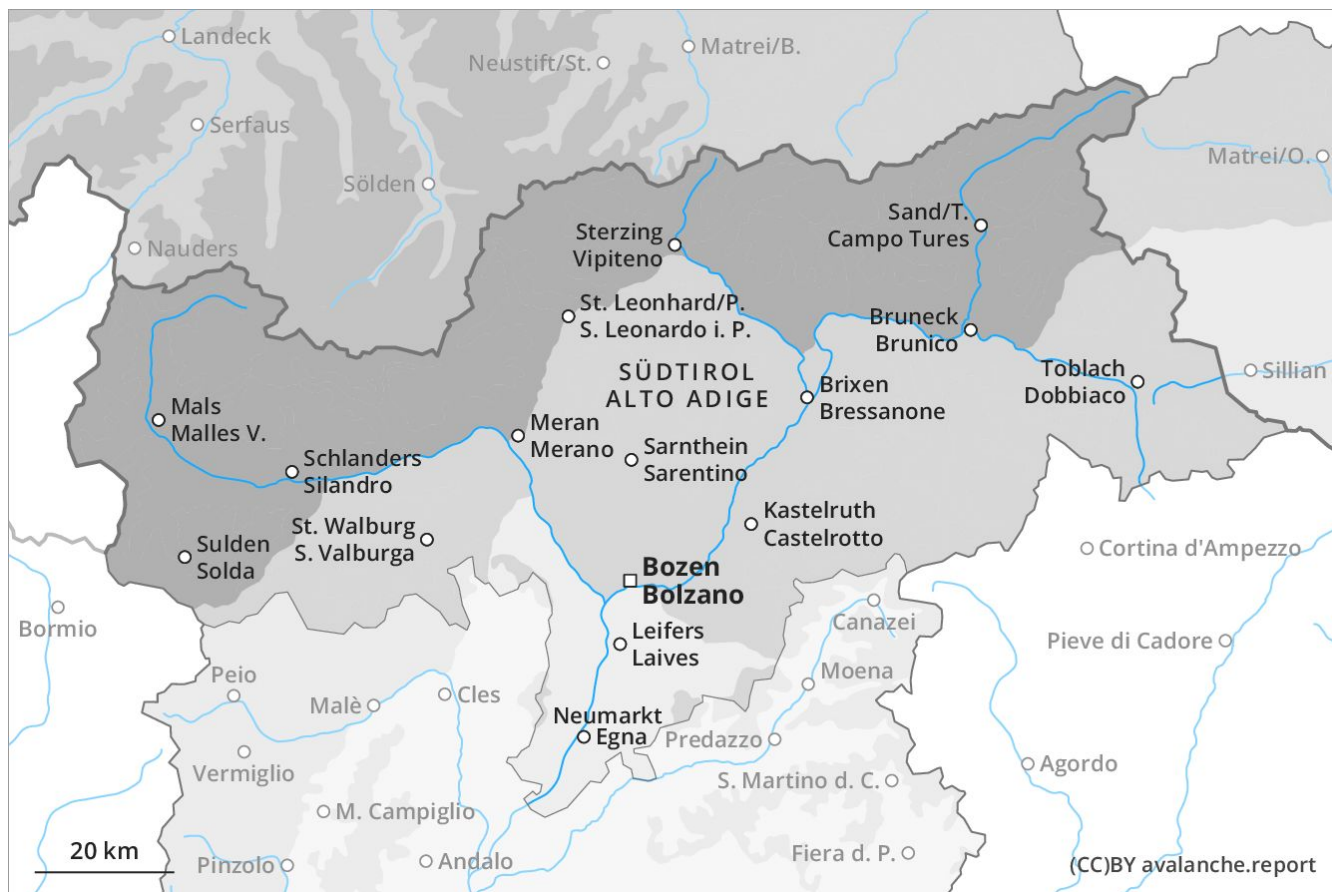 Landeck
Matrei/B.
Neustift/St.
Serfaus
Matrei/O.
Sölden
Sand/T.
Campo Tures
Sterzing
Vipiteno
Nauders
St. Leonhard/P.
S. Leonardo i. P.
Bruneck
Brunico
SÜDTIROL
ALTO ADIGE
Toblach
Dobbiaco
Sillian
Brixen
Bressanone
Mals
Malles V.
Meran
Merano
Sarnthein
Sarentino
Schlanders
Silandro
Kastelruth
Castelrotto
St. Walburg
S. Valburga
Sulden
Solda
Cortina d'Ampezzo
Bozen
Bolzano
Bormio
Canazei
Leifers
Laives
Pieve di Cadore
Peio
Moena
Malè
Cles
Neumarkt
Egna
Predazzo
Vermiglio
Agordo
S. Martino d. C.
M. Campiglio
20 km
Pinzolo
Andalo
Fiera d. P.
(CC)BY avalanche.report